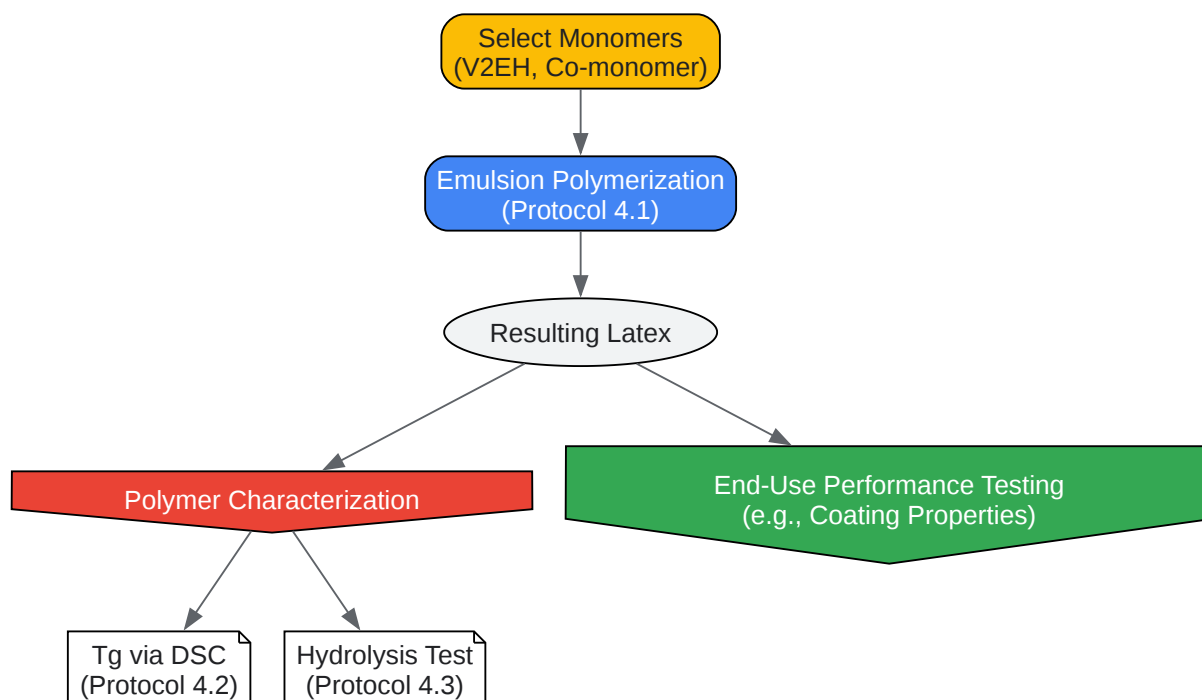 Select Monomers
(V2EH, Co-monomer)
Emulsion Polymerization
(Protocol 4.1)
Resulting Latex
Polymer Characterization
End-Use Performance Testing
(e.g., Coating Properties)
Tg via DSC
(Protocol 4.2)
Hydrolysis Test
(Protocol 4.3)